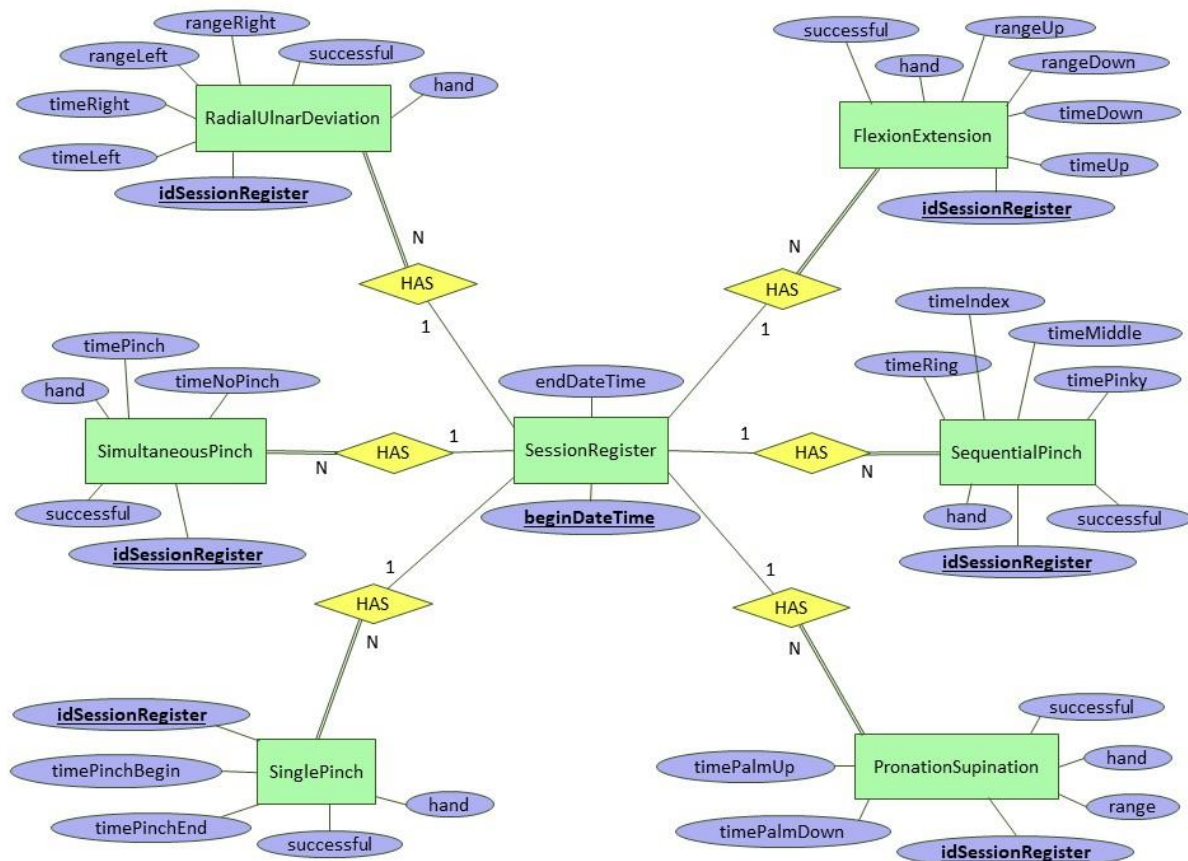 rangeRight
rangeLeft
successful
hand
timeRight
RadialUlnarDeviation
timeLeft
idSessionRegister
N
HAS
1
successful
rangeUp
hand
rangeDown
timeDown
FlexionExtension
timeUp
idSessionRegister
N
HAS
1
timePinch
timeNoPinch
hand
SimultaneousPinch
successful
idSessionRegister
N
HAS
1
endDateTime
SessionRegister
beginDateTime
timeIndex
timeMiddle
timeRing
timePinky
1
HAS
N
SequentialPinch
hand
successful
idSessionRegister
1
HAS
N
idSessionRegister
timePinchBegin
SinglePinch
hand
timePinchEnd
successful
1
HAS
N
successful
timePalmUp
PronationSupination
hand
range
timePalmDown
idSessionRegister